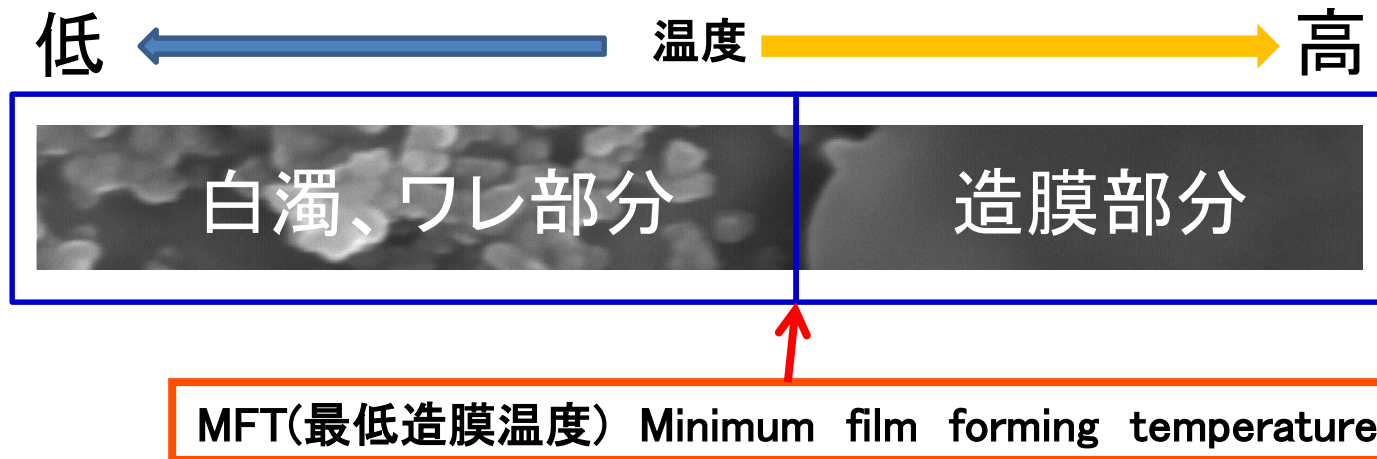 低 温度 高
白濁、ワレ部分 造膜部分
MFT(最低造膜温度) Minimum film forming temperature